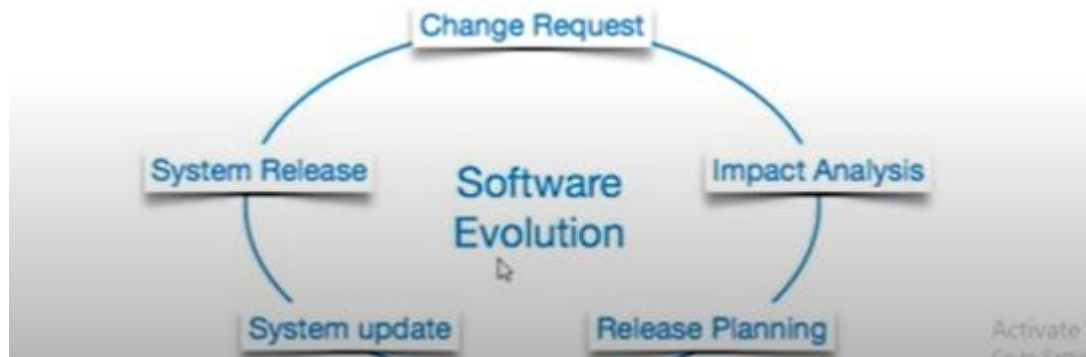 Change Request
System Release
Software
Evolution
Impact Analysis
System update
Release Planning
Activate